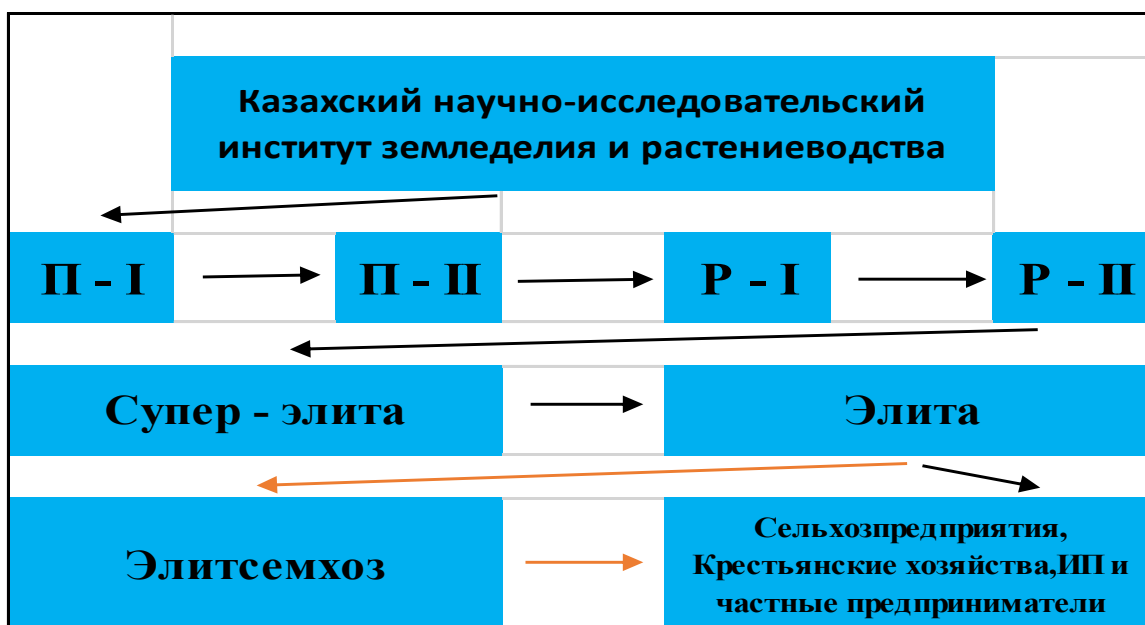 Казахский научно-исследовательский
институт земледелия и растениеводства
П - I
П - II
Р - I
Р - II
Супер - элита
Элита
Элитсемхоз
Сельхозпредприятия,
Крестьянские хозяйства,ИП и
частные предприниматели